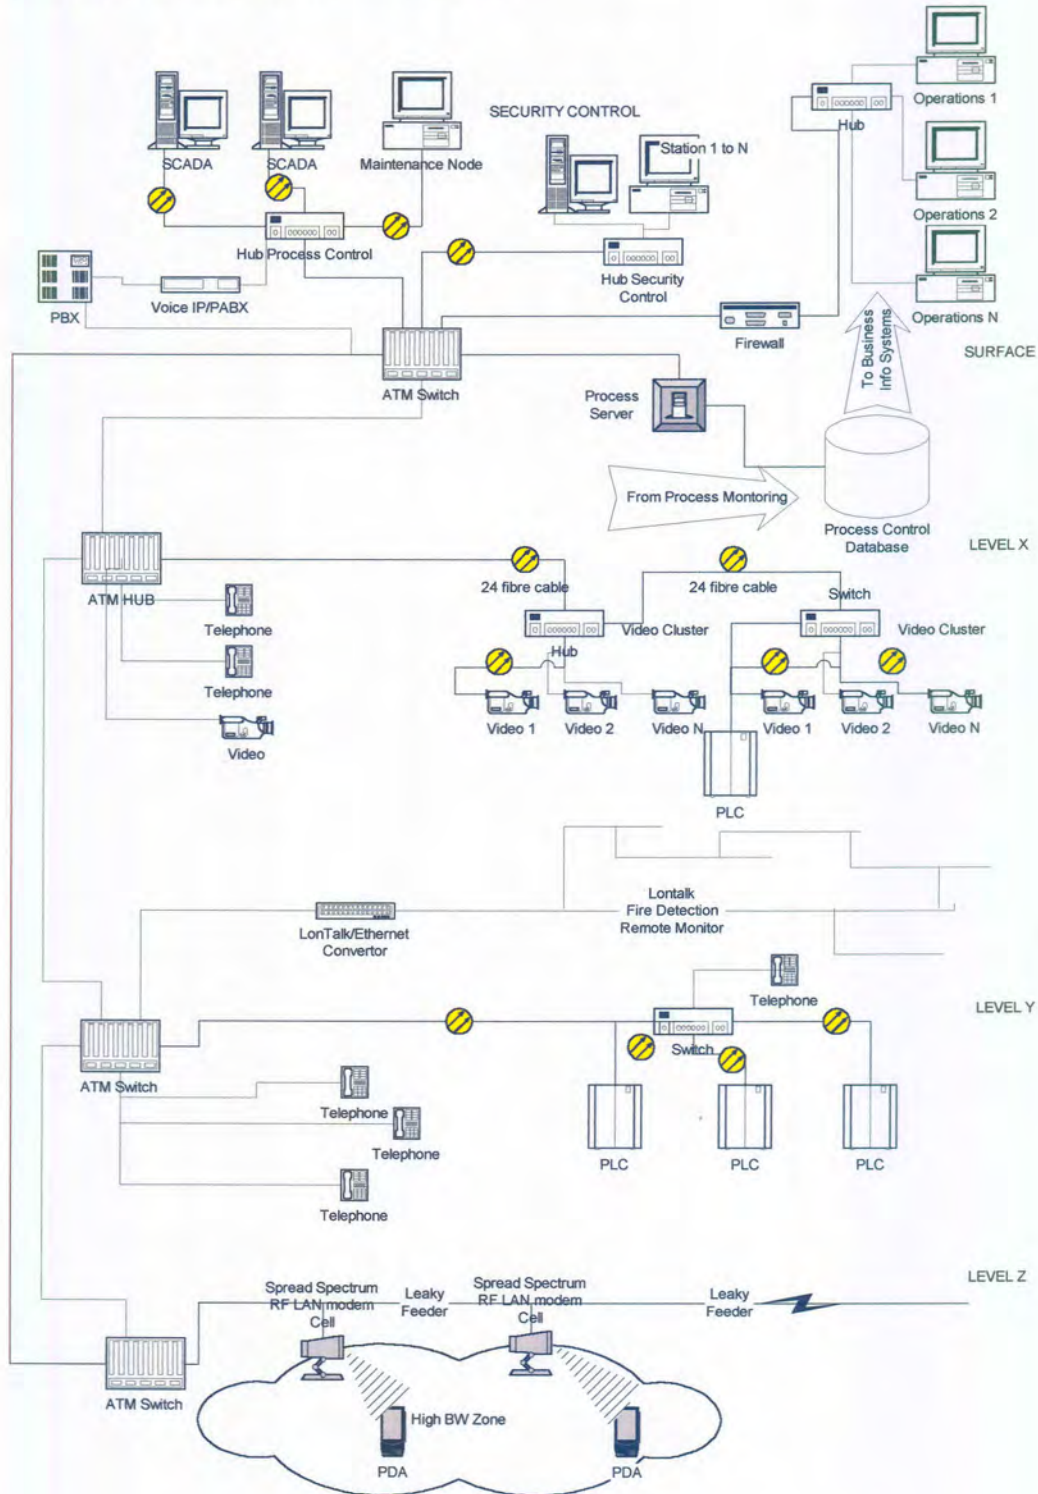 Operations 1
Hub
SECURITY CONTROL
Station 1 to N
SCADA
SCADA
Maintenance Node
Operations 2
Hub Process Control
Hub Security
Control
Voice IP/PABX
PBX
Operations N
Firewall
SURFACE
To Business
Info Systems
ATM Switch
Process
Server
From Process Montoring
Process Control
Database
LEVEL X
24 fibre cable
24 fibre cable
Switch
ATM HUB
Telephone
Video Cluster
Video Cluster
Hub
Telephone
Video 1
Video 2
Video N
Video 1
Video 2
Video N
Video
PLC
Lontalk
Fire Detection
Remote Monitor
LonTalk/Ethernet
Convertor
Telephone
LEVEL Y
Switch
ATM Switch
Telephone
Telephone
PLC
PLC
PLC
Telephone
LEVEL Z
Spread Spectrum
RF LAN modem
Cell
Leaky
Feeder
Spread Spectrum
RF LAN modem
Cell
Leaky
Feeder
ATM Switch
High BW Zone
PDA
PDA